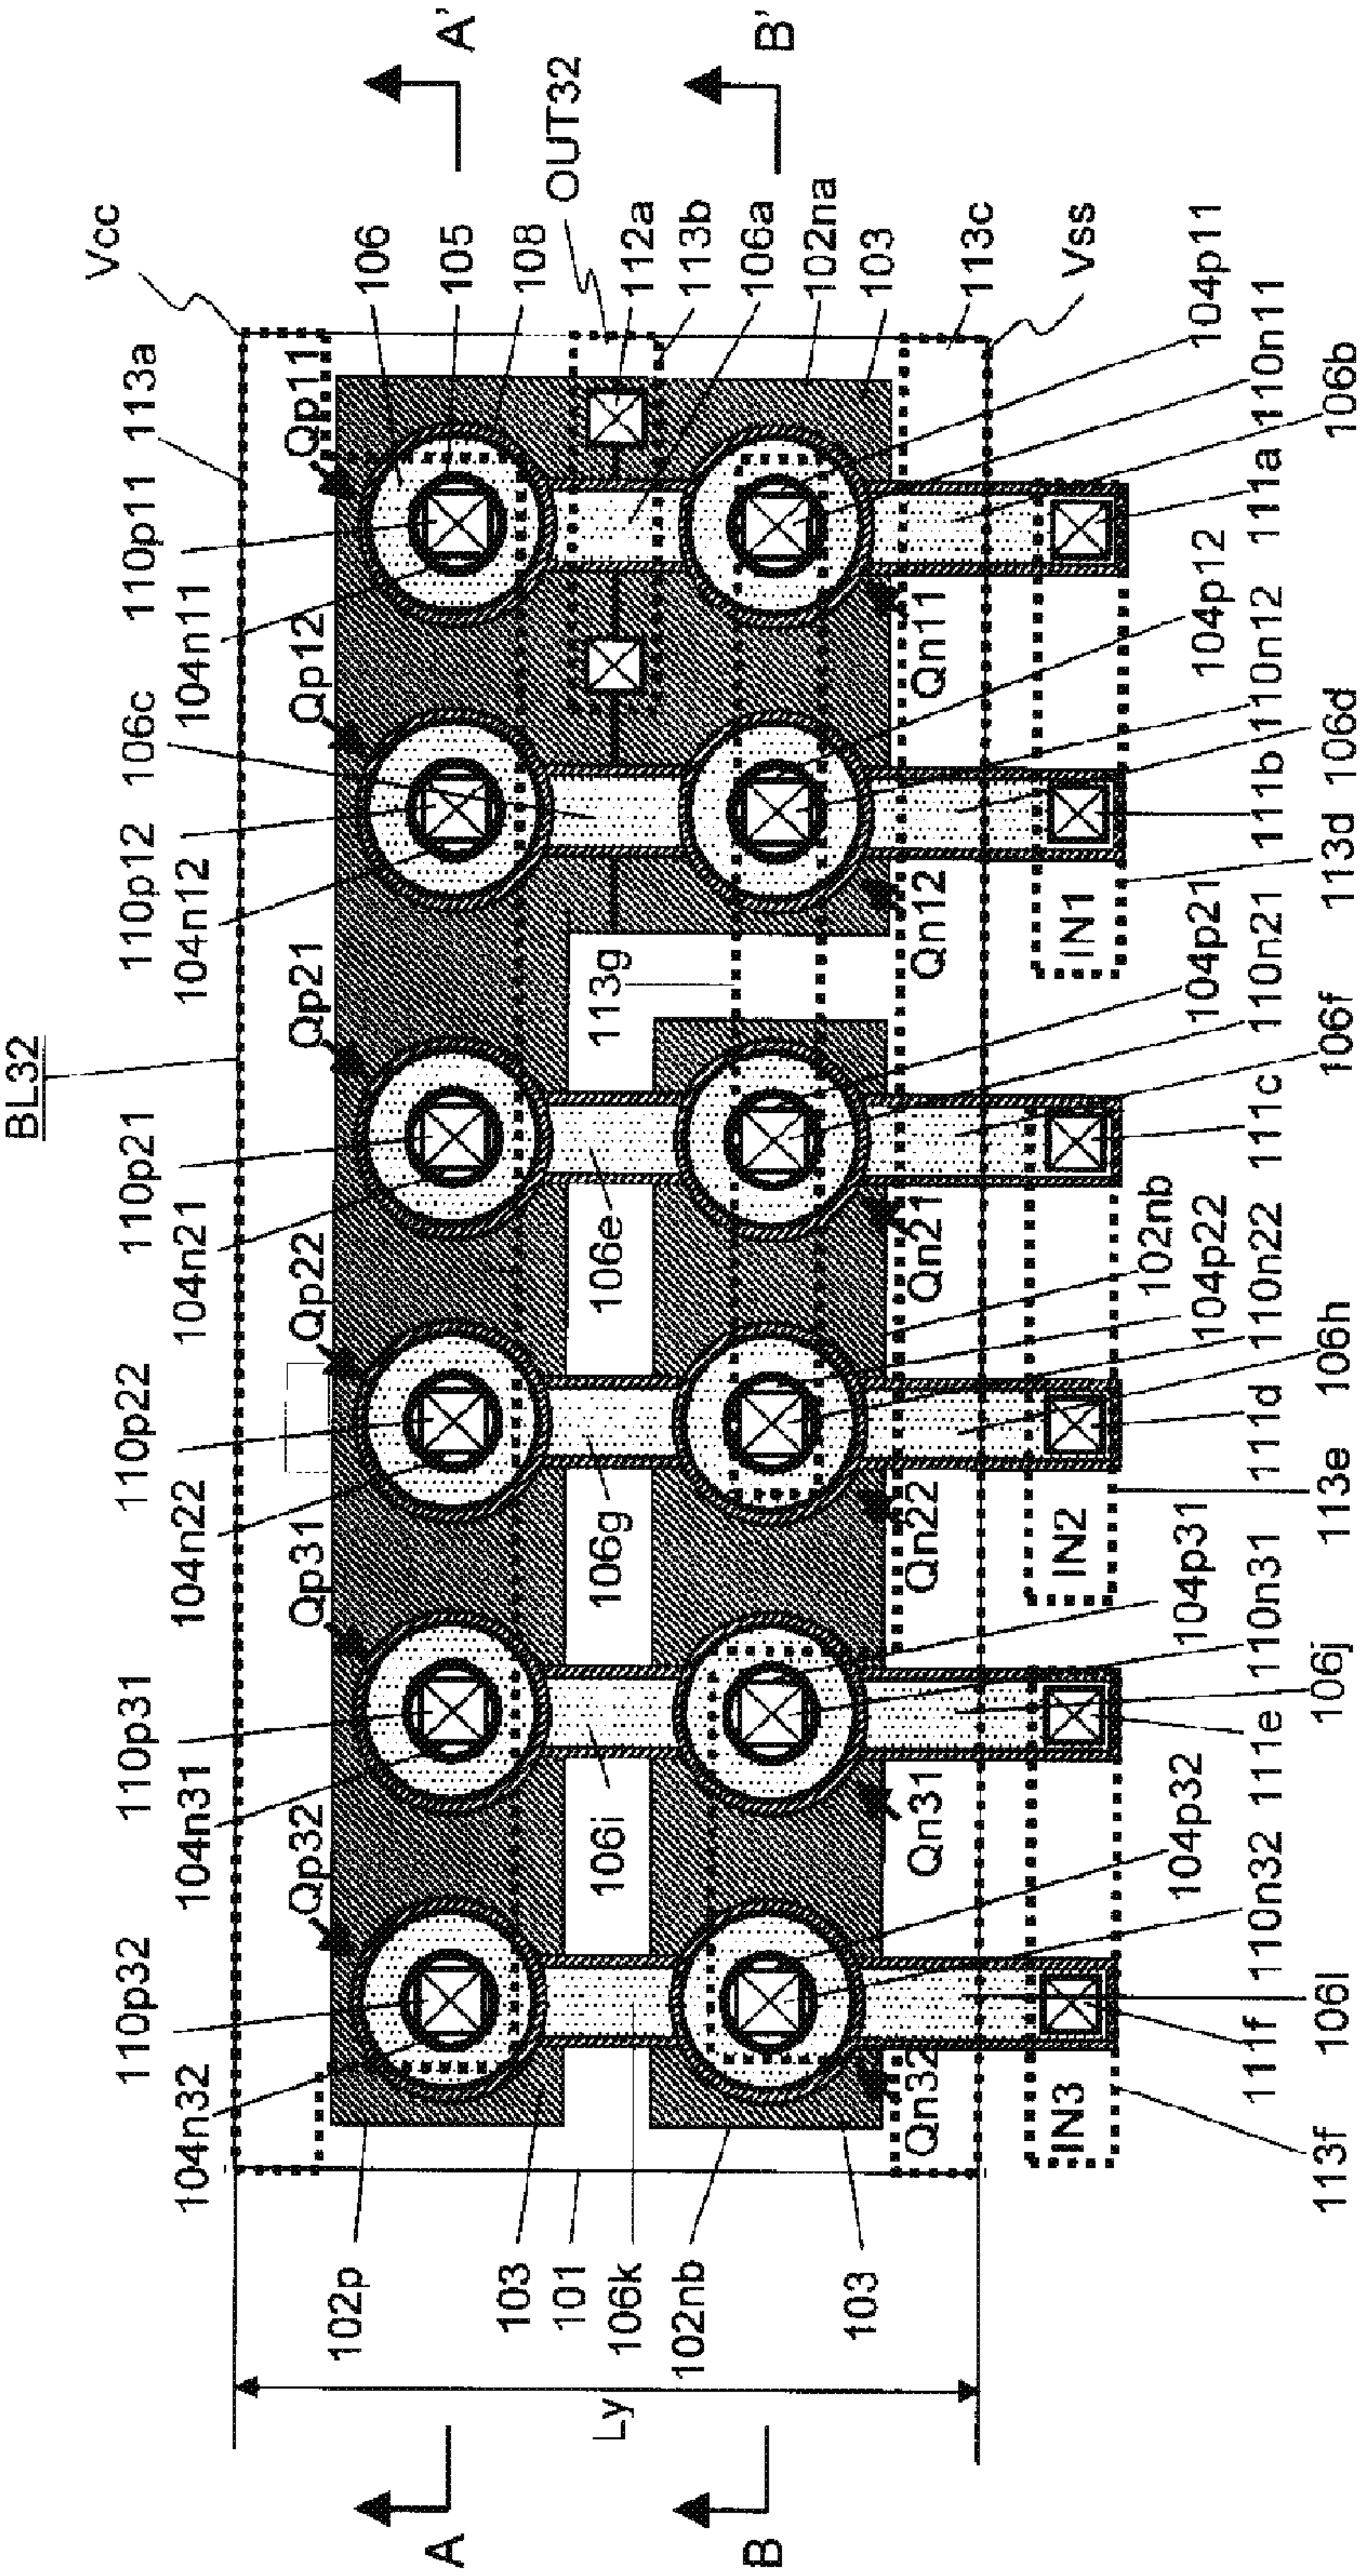 BL32
Vcc
110p32
110p31
110p22
110p21
110p12
106c
110p11
113a
104n32
104n31
104n22
104n21
104n12
104n11
Qp32
Qp31
Qp22
Qp21
Qp12
Qp11
106
105
108
A
A'
OUT32
112a
113b
106a
102na
103
113c
Vss
Ly
102p
103
101
106k
102nb
103
106i
106g
106e
113g
B
B'
Qn32
Qn31
Qn22
Qn21
Qn12
Qn11
IN3
IN2
IN1
104p32
104p31
104p22
102nb
104p21
104p12
104p11
110n32
110n31
110n22
110n21
110n12
110n11
113f
111f
106l
111e
106j
113e
111d
106h
111c
106f
113d
111b
106d
111a
106b